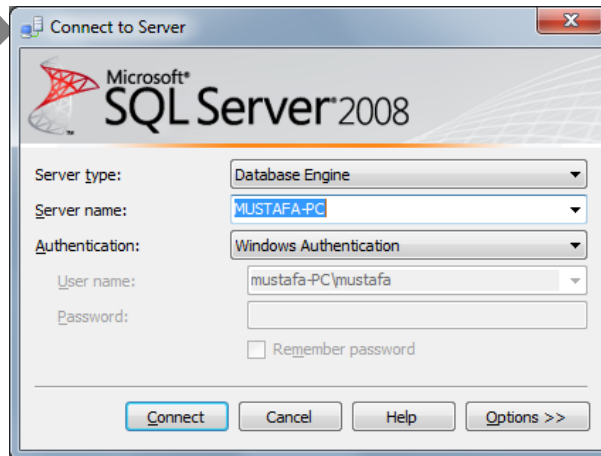 Connect to Server
Microsoft®
SQL Server® 2008
Server type: Database Engine
Server name: MUSTAFA-PC
Authentication: Windows Authentication
User name: mustafa-PC\mustafa
Password:
Remember password
Connect Cancel Help Options >>